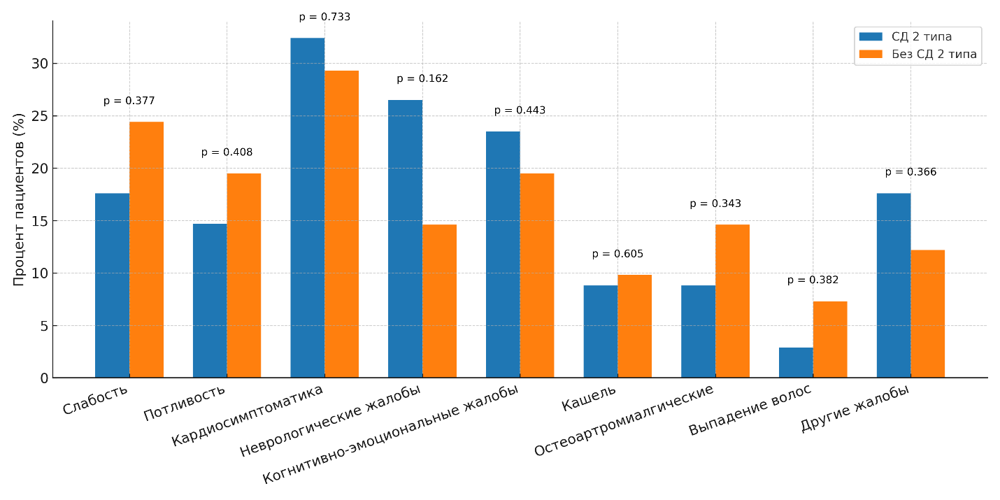 p = 0.733
СД 2 типа
Без СД 2 типа
p = 0.377
p = 0.408
p = 0.162
p = 0.443
p = 0.605
p = 0.343
p = 0.382
p = 0.366
Процент пациентов (%)
30
25
20
15
10
5
0
Слабость
Потливость
Кардиосимптоматика
Неврологические жалобы
Когнитивно-эмоциональные жалобы
Кашель
Остеоартромиалгические
Выпадение волос
Другие жалобы